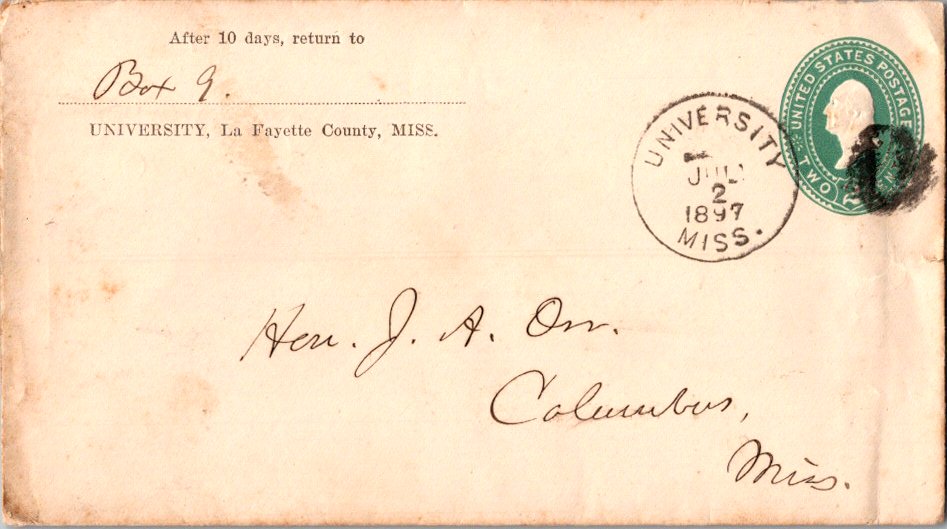 After 10 days, return to
Box 9.
UNIVERSITY, La Fayette County, MISS.
UNITED STATES POSTAGE
TWO
UNIVERSITY
JUL
2
1897
MISS.
Hon. J. A. Orr.
Columbus,
Miss.